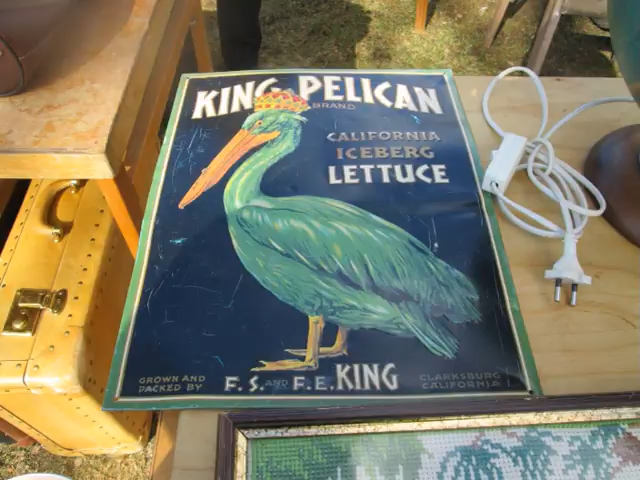 KING PELICAN
BRAND
CALIFORNIA
ICEBERG
LETTUCE
GROWN AND
PACKED BY
F. S. AND F. E. KING
CLARKSBURG
CALIFORNIA